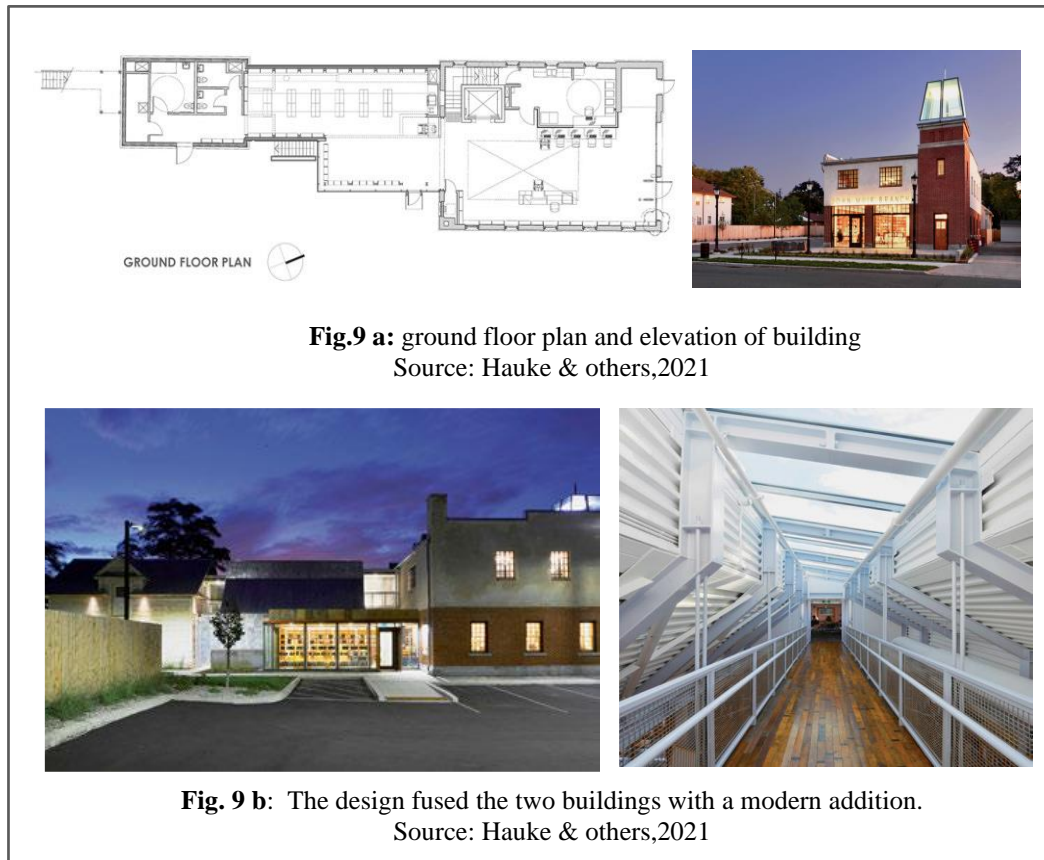 GROUND FLOOR PLAN
Fig.9 a: ground floor plan and elevation of building
Source: Hauke & others,2021
Fig. 9 b: The design fused the two buildings with a modern addition.
Source: Hauke & others,2021